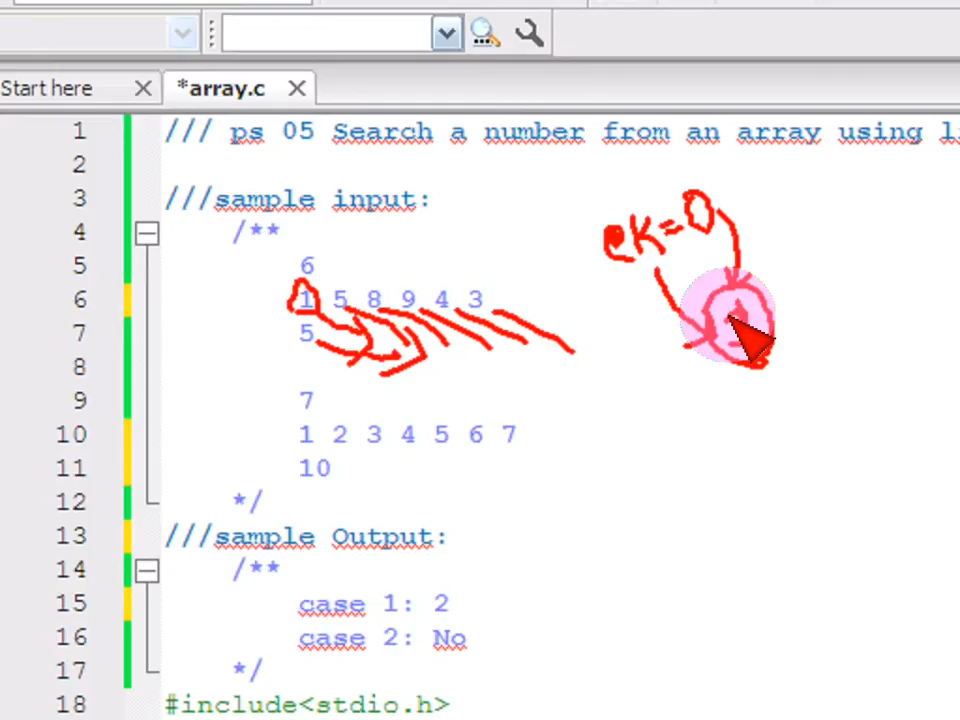 Start here
*array.c
1 /// ps 05 Search a number from an array using
2
3 ///sample input:
4 /**
5 6
6 1 5 8 9 4 3
7 5
8
9 7
10 1 2 3 4 5 6 7
11 10
12 */
13 ///sample Output:
14 /**
15 case 1: 2
16 case 2: No
17 */
18 #include<stdio.h>